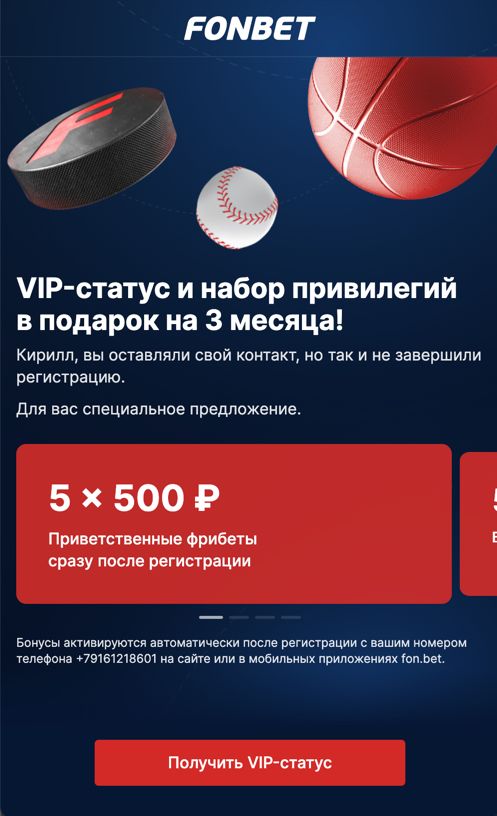 FONBET
VIP-статус и набор привилегий
в подарок на 3 месяца!
Кирилл, вы оставляли свой контакт, но так и не завершили
регистрацию.
Для вас специальное предложение.
5 × 500 ₽
Приветственные фрибеты
сразу после регистрации
Бонусы активируются автоматически после регистрации с вашим номером
телефона +79161218601 на сайте или в мобильных приложениях fon.bet.
Получить VIP-статус